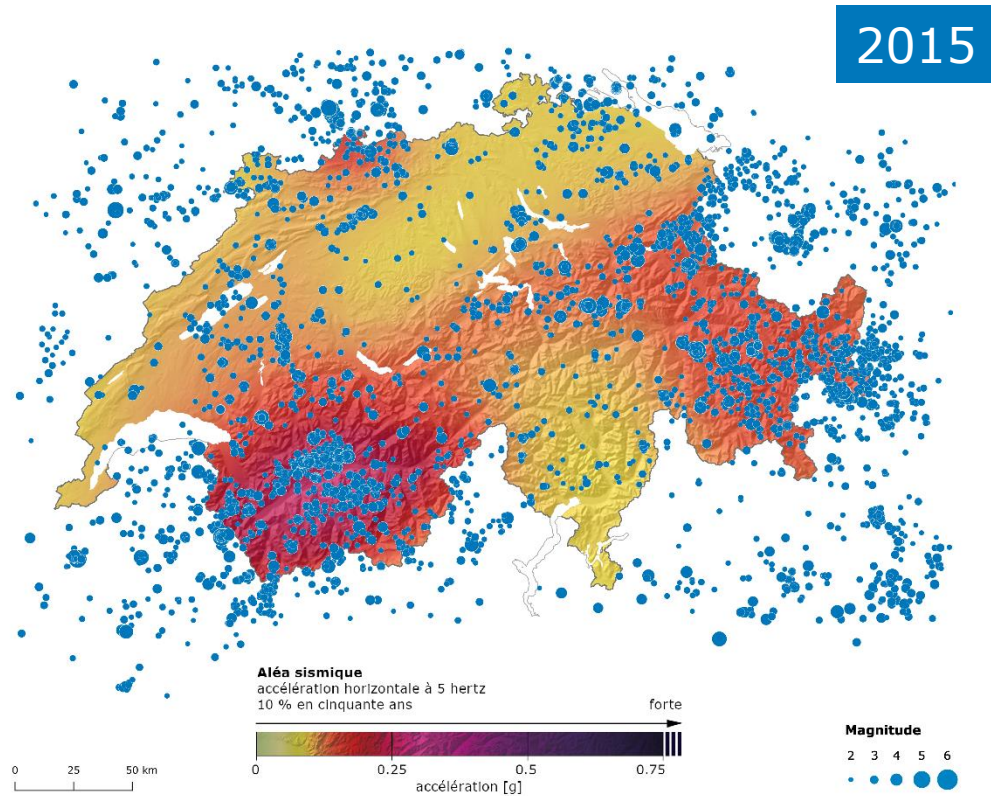 2015
Aléa sismique
accélération horizontale à 5 hertz
10 % en cinquante ans
forte
0 0.25 0.5 0.75
accélération [g]
Magnitude
2 3 4 5 6
0 25 50 km